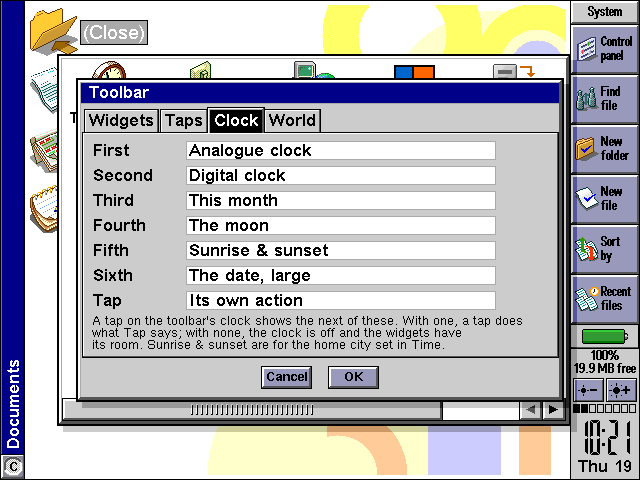 (Close)
System
Control panel
Find file
New folder
New file
Sort by
Recent files
100%
19.9 MB free
10:21
Thu 19
Documents
C
T
Toolbar
Widgets Taps Clock World
First Analogue clock
Second Digital clock
Third This month
Fourth The moon
Fifth Sunrise & sunset
Sixth The date, large
Tap Its own action
A tap on the toolbar's clock shows the next of these. With one, a tap does
what Tap says; with none, the clock is off and the widgets have
its room. Sunrise & sunset are for the home city set in Time.
Cancel OK